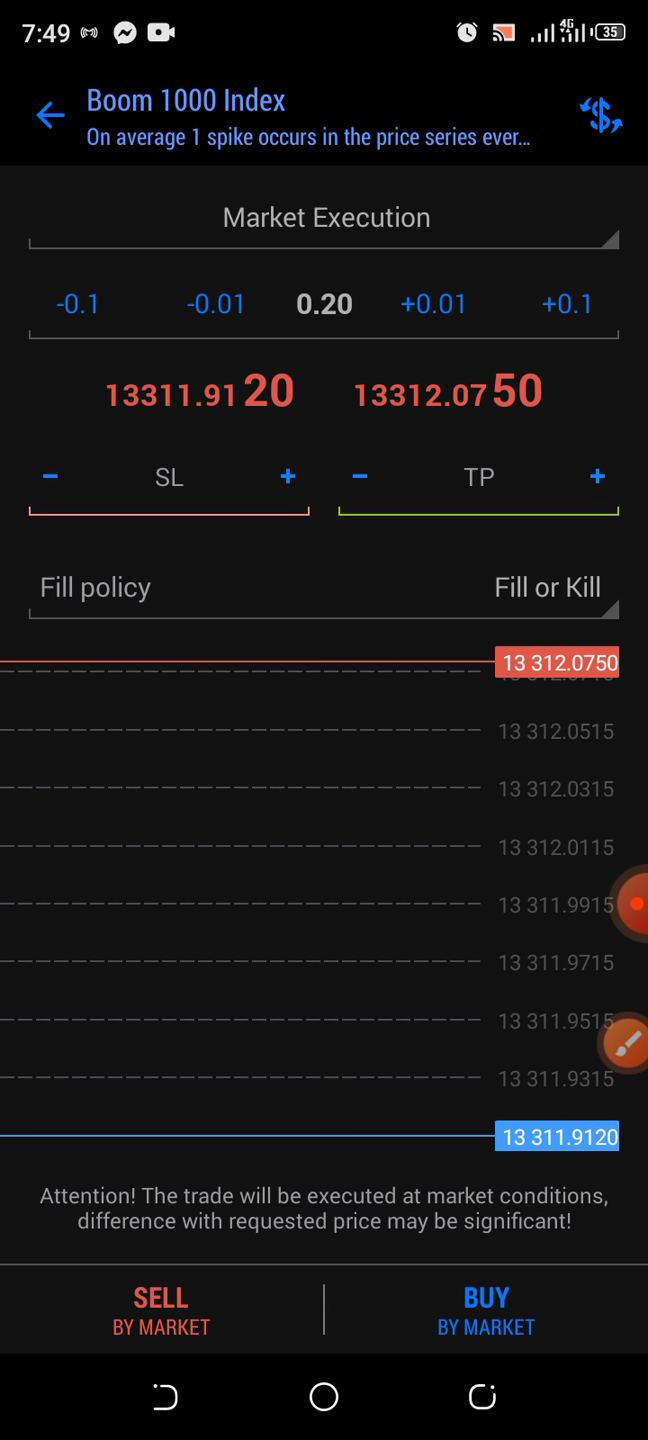 7:49
4G
35
Boom 1000 Index
On average 1 spike occurs in the price series ever...
Market Execution
-0.1 -0.01 0.20 +0.01 +0.1
13311.9120 13312.0750
− SL + − TP +
Fill policy Fill or Kill
13 312.0750
13 312.0515
13 312.0315
13 312.0115
13 311.9915
13 311.9715
13 311.9515
13 311.9315
13 311.9120
Attention! The trade will be executed at market conditions,
difference with requested price may be significant!
SELL BUY
BY MARKET BY MARKET